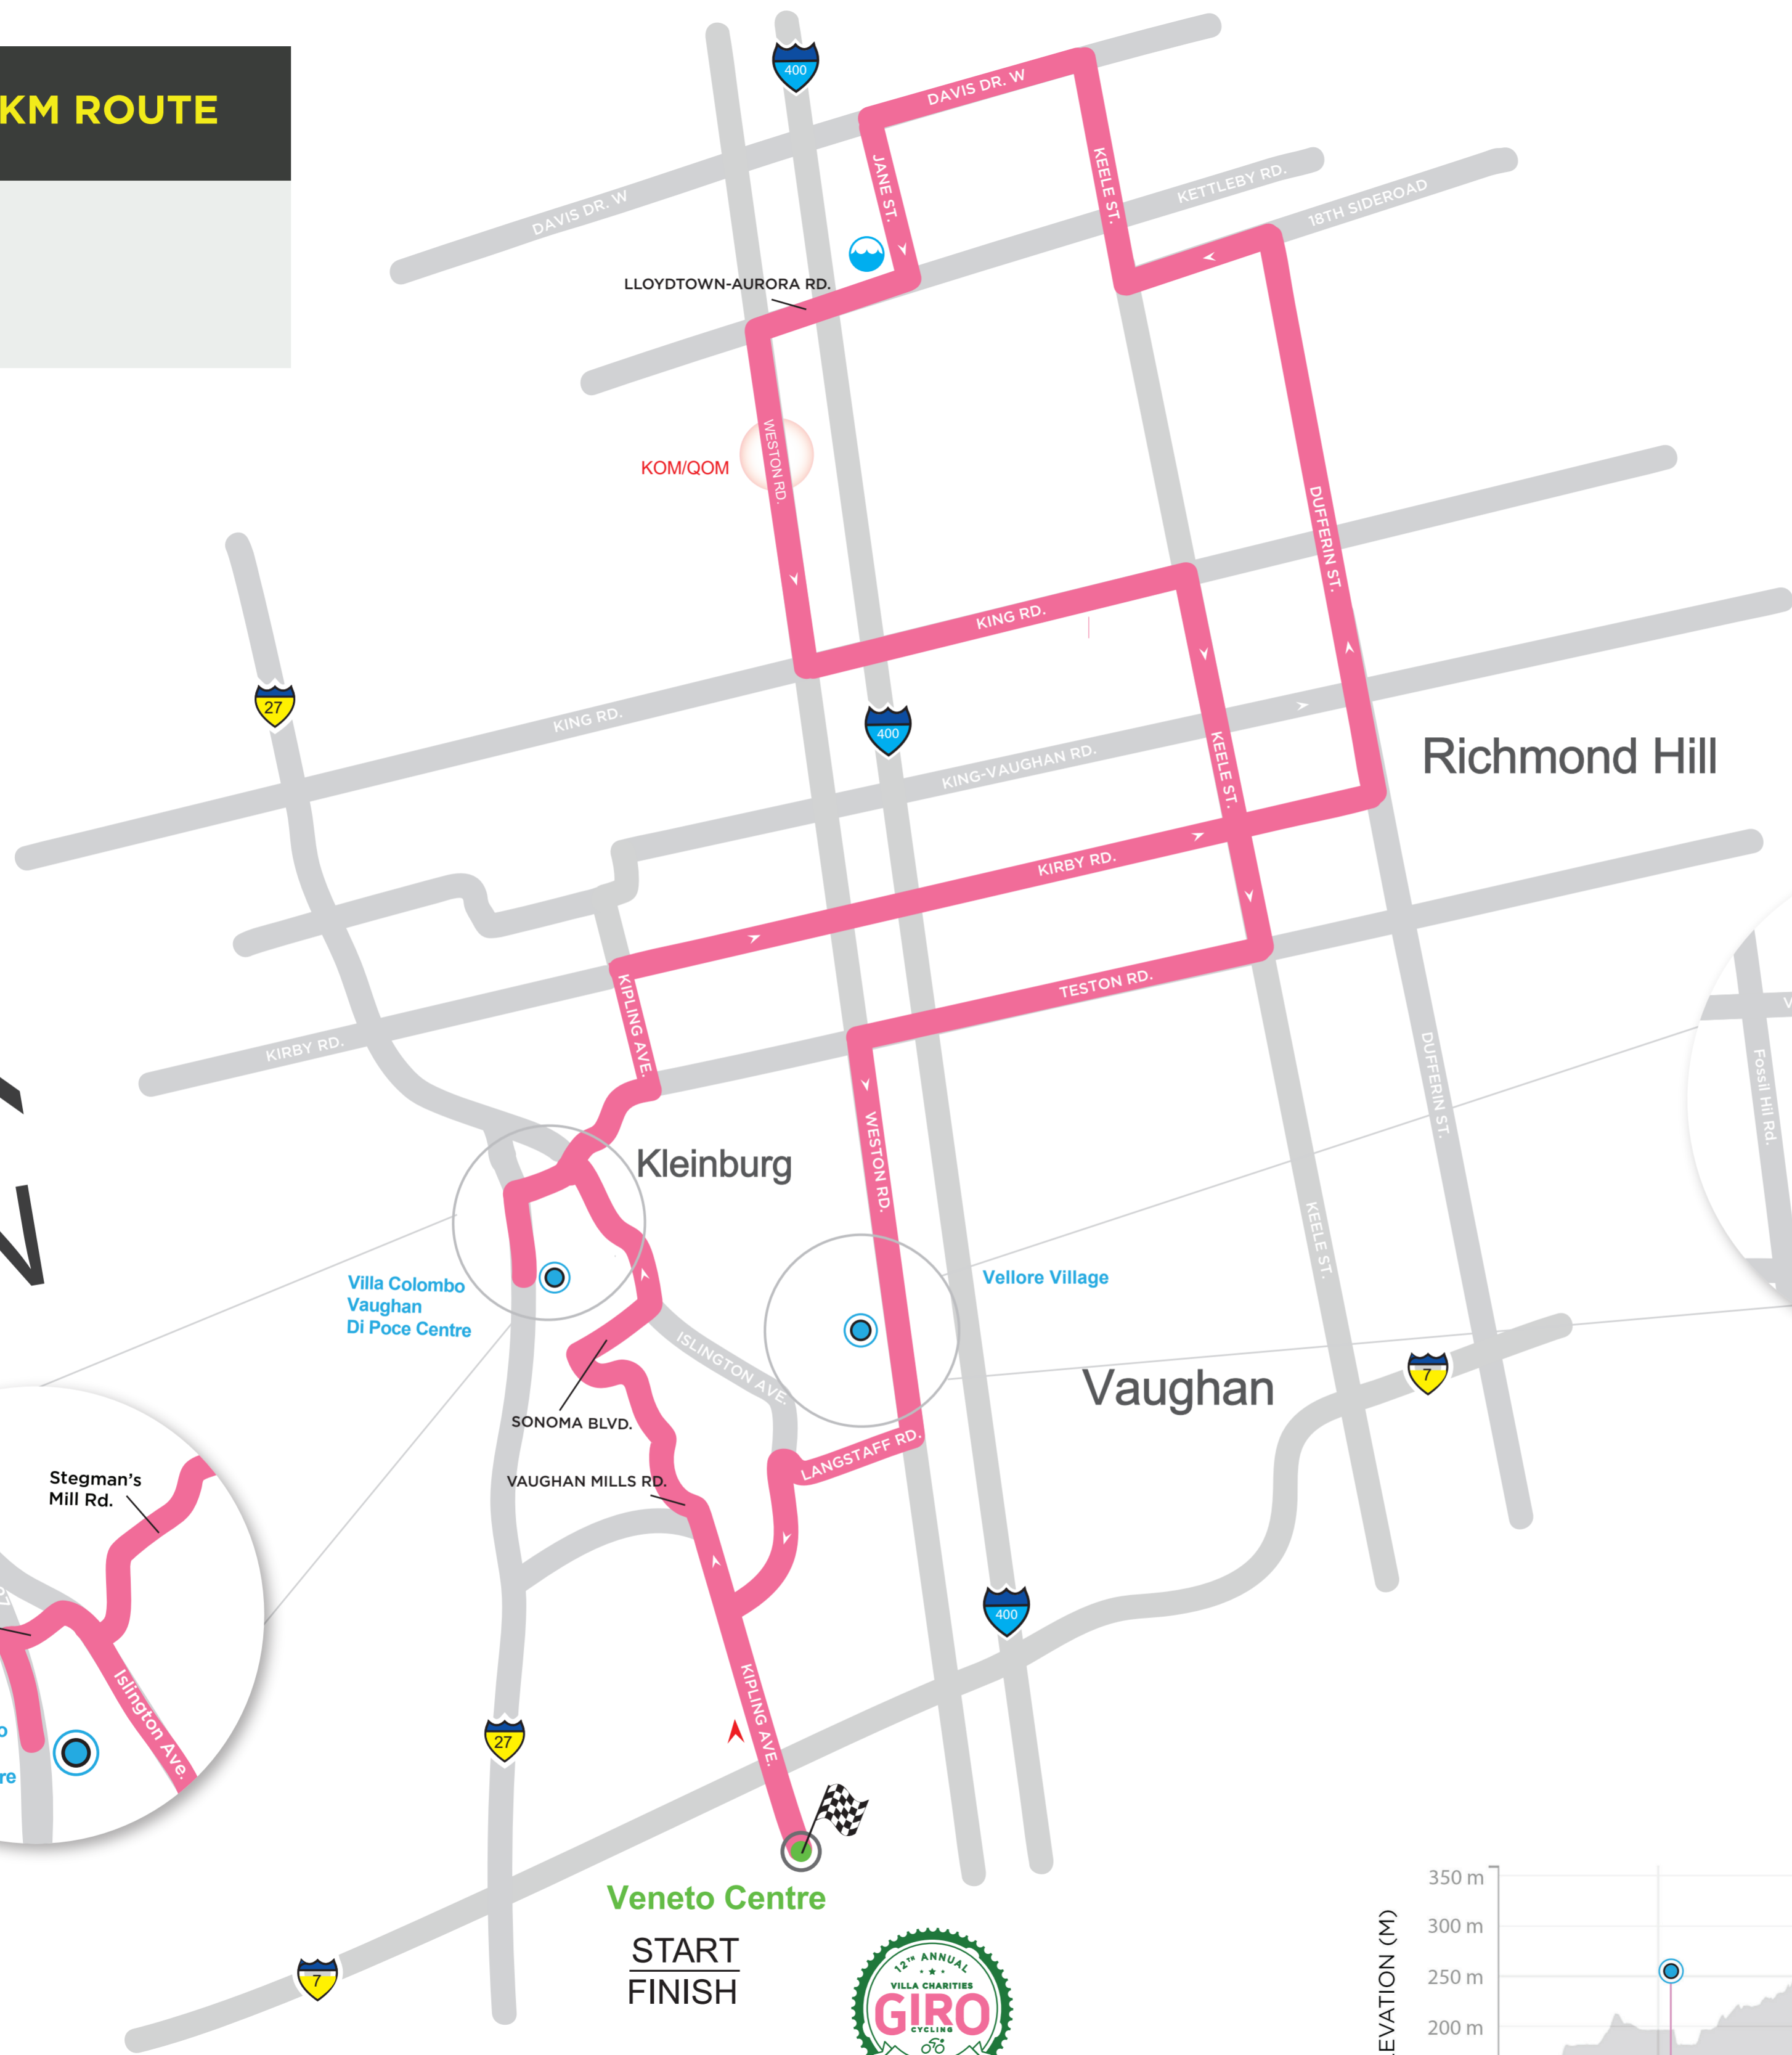 KM ROUTE
400
DAVIS DR. W
DAVIS DR. W
JANE ST.
KEELE ST.
KETTLEBY RD.
18TH SIDEROAD
LLOYDTOWN-AURORA RD.
KOM/QOM
WESTON RD.
DUFFERIN ST.
KING RD.
27
KING RD.
400
KING-VAUGHAN RD.
KEELE ST.
Richmond Hill
KIRBY RD.
KIPLING AVE.
TESTON RD.
KIRBY RD.
DUFFERIN ST.
Fossil Hill Rd.
WESTON RD.
Kleinburg
KEELE ST.
Villa Colombo
Vaughan
Di Poce Centre
Vellore Village
ISLINGTON AVE.
Vaughan
7
SONOMA BLVD.
LANGSTAFF RD.
VAUGHAN MILLS RD.
Stegman's
Mill Rd.
400
Islington Ave.
KIPLING AVE.
27
Veneto Centre
START
FINISH
7
12TH ANNUAL
VILLA CHARITIES
GIRO
CYCLING
350 m
300 m
250 m
200 m
EVATION (M)